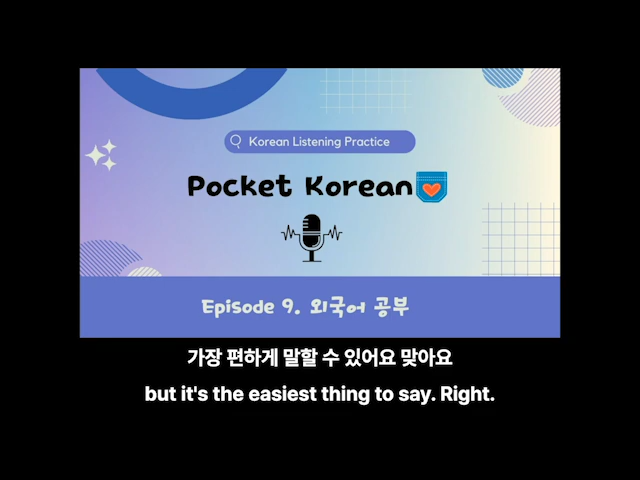 Korean Listening Practice
Pocket Korean
Episode 9. 외국어 공부
가장 편하게 말할 수 있어요 맞아요
but it's the easiest thing to say. Right.